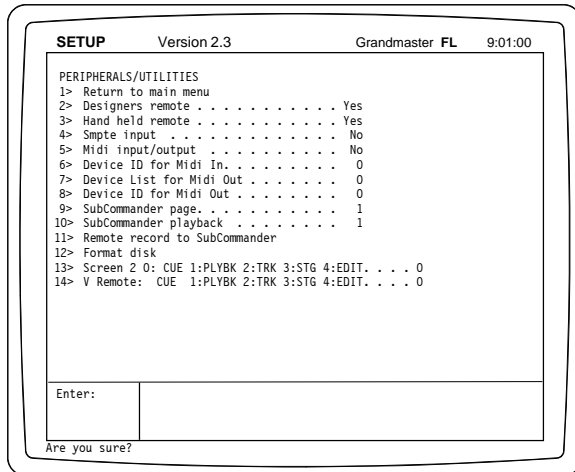 SETUP Version 2.3 Grandmaster FL 9:01:00
PERIPHERALS/UTILITIES
1> Return to main menu
2> Designers remote . . . . . . . . . . . Yes
3> Hand held remote . . . . . . . . . . . Yes
4> Smpte input . . . . . . . . . . . . . No
5> Midi input/output . . . . . . . . . . No
6> Device ID for Midi In. . . . . . . . . 0
7> Device List for Midi Out . . . . . . . 0
8> Device ID for Midi Out . . . . . . . . 0
9> SubCommander page. . . . . . . . . . . 1
10> SubCommander playback . . . . . . . . 1
11> Remote record to SubCommander
12> Format disk
13> Screen 2 0: CUE 1:PLYBK 2:TRK 3:STG 4:EDIT. . . . 0
14> V Remote: CUE 1:PLYBK 2:TRK 3:STG 4:EDIT. . . . 0
Enter:
Are you sure?